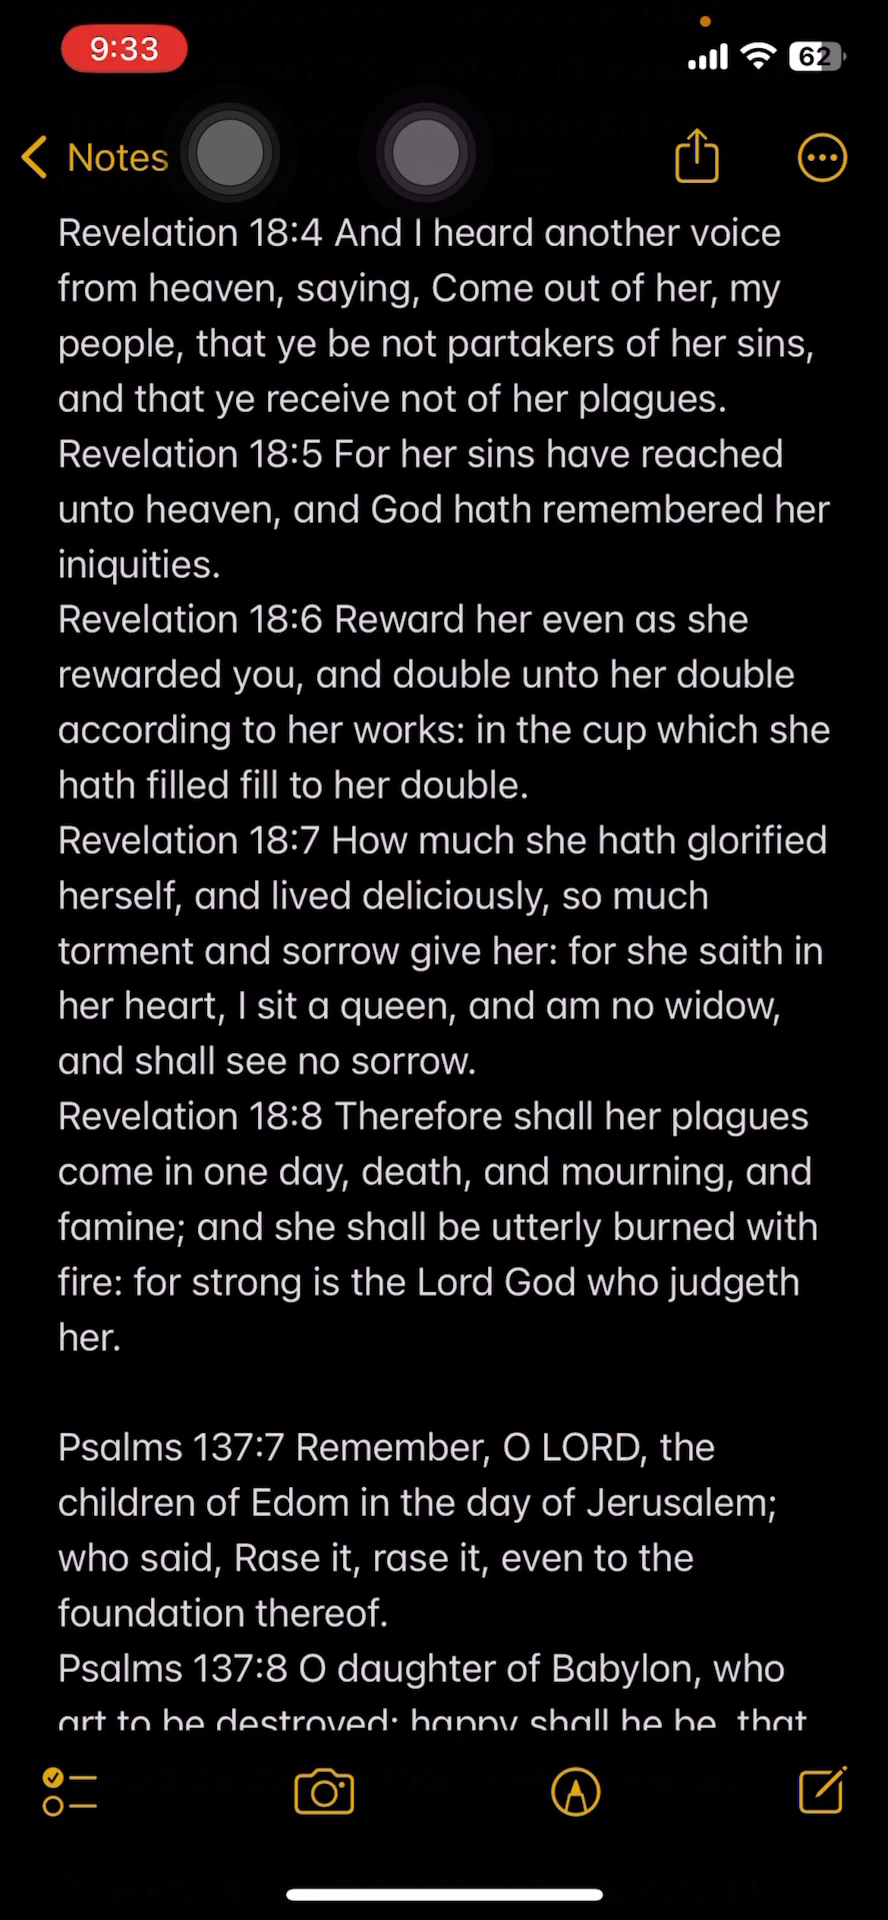 9:33
62
Notes
Revelation 18:4 And I heard another voice
from heaven, saying, Come out of her, my
people, that ye be not partakers of her sins,
and that ye receive not of her plagues.
Revelation 18:5 For her sins have reached
unto heaven, and God hath remembered her
iniquities.
Revelation 18:6 Reward her even as she
rewarded you, and double unto her double
according to her works: in the cup which she
hath filled fill to her double.
Revelation 18:7 How much she hath glorified
herself, and lived deliciously, so much
torment and sorrow give her: for she saith in
her heart, I sit a queen, and am no widow,
and shall see no sorrow.
Revelation 18:8 Therefore shall her plagues
come in one day, death, and mourning, and
famine; and she shall be utterly burned with
fire: for strong is the Lord God who judgeth
her.
Psalms 137:7 Remember, O LORD, the
children of Edom in the day of Jerusalem;
who said, Rase it, rase it, even to the
foundation thereof.
Psalms 137:8 O daughter of Babylon, who
art to be destroyed; happy shall he be, that